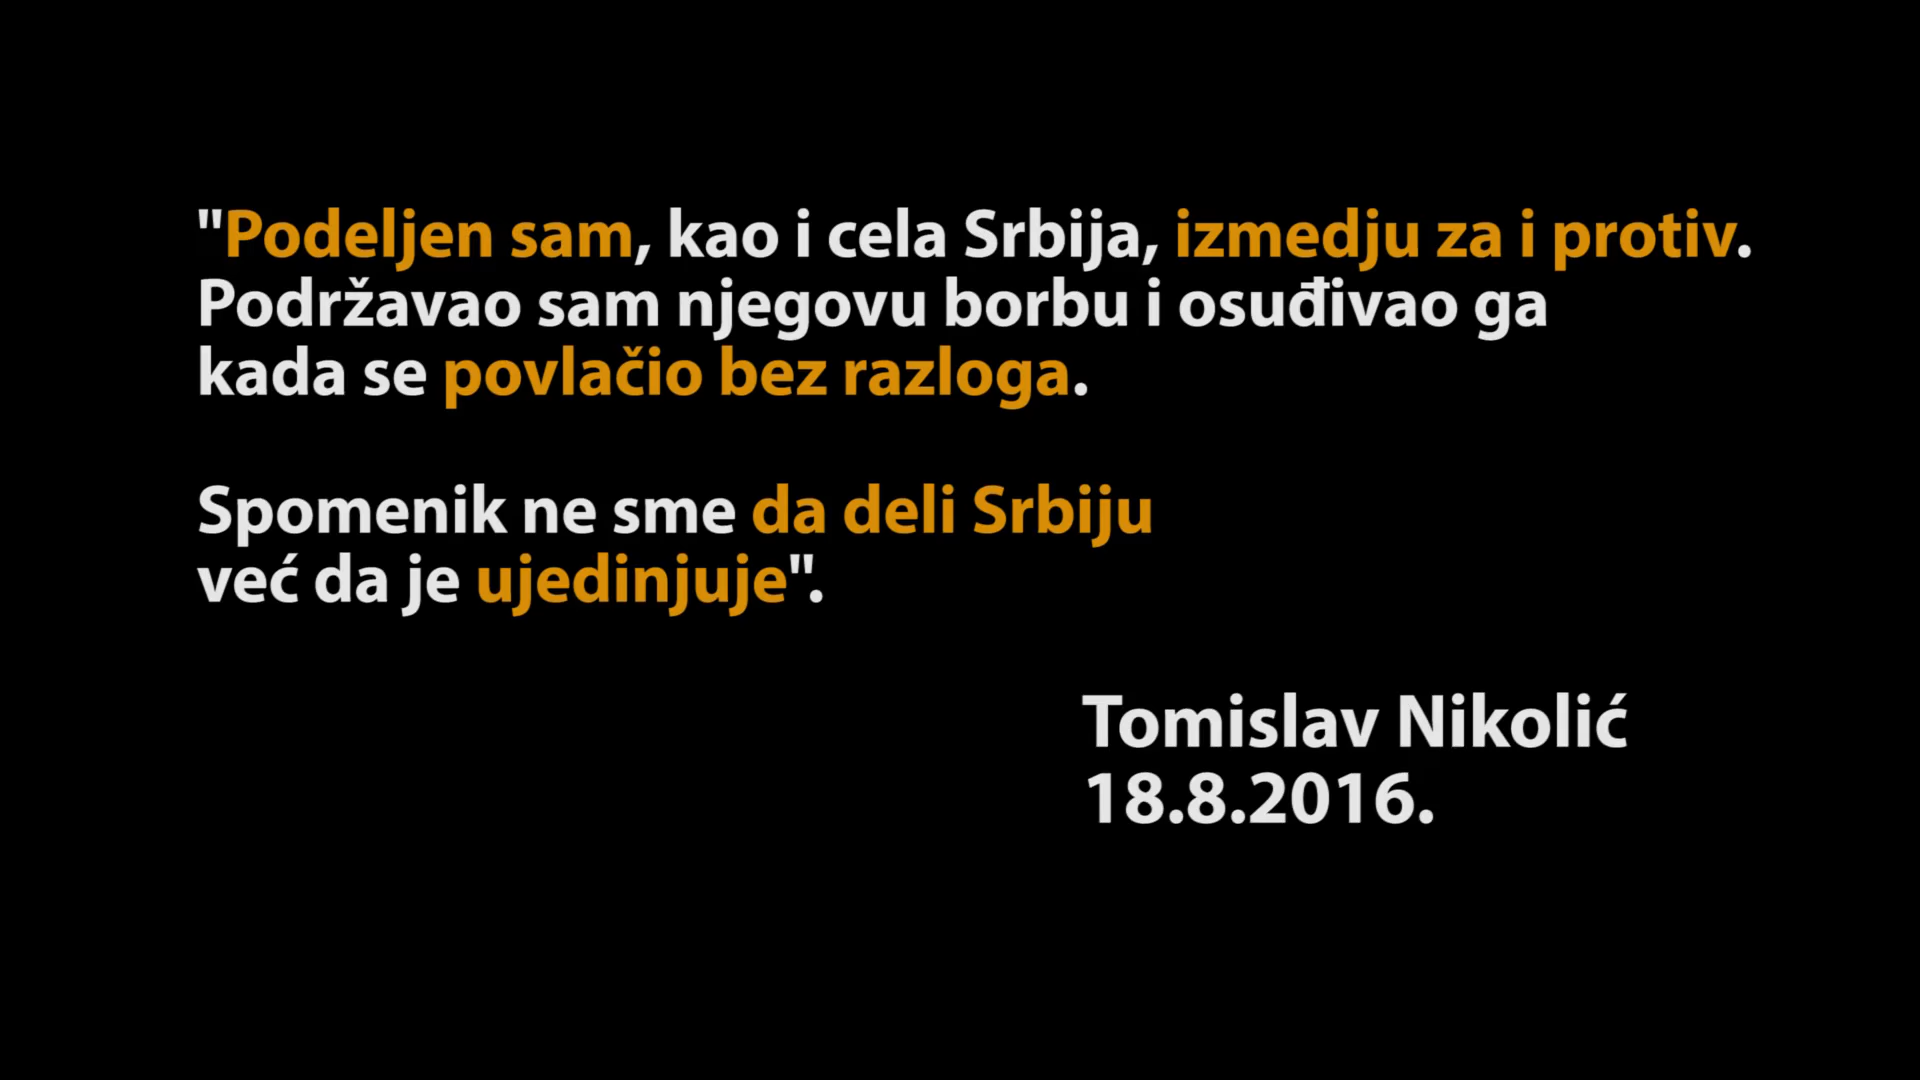 "Podeljen sam, kao i cela Srbija, izmedju za i protiv.
Podržavao sam njegovu borbu i osuđivao ga
kada se povlačio bez razloga.
Spomenik ne sme da deli Srbiju
već da je ujedinjuje".
Tomislav Nikolić
18.8.2016.